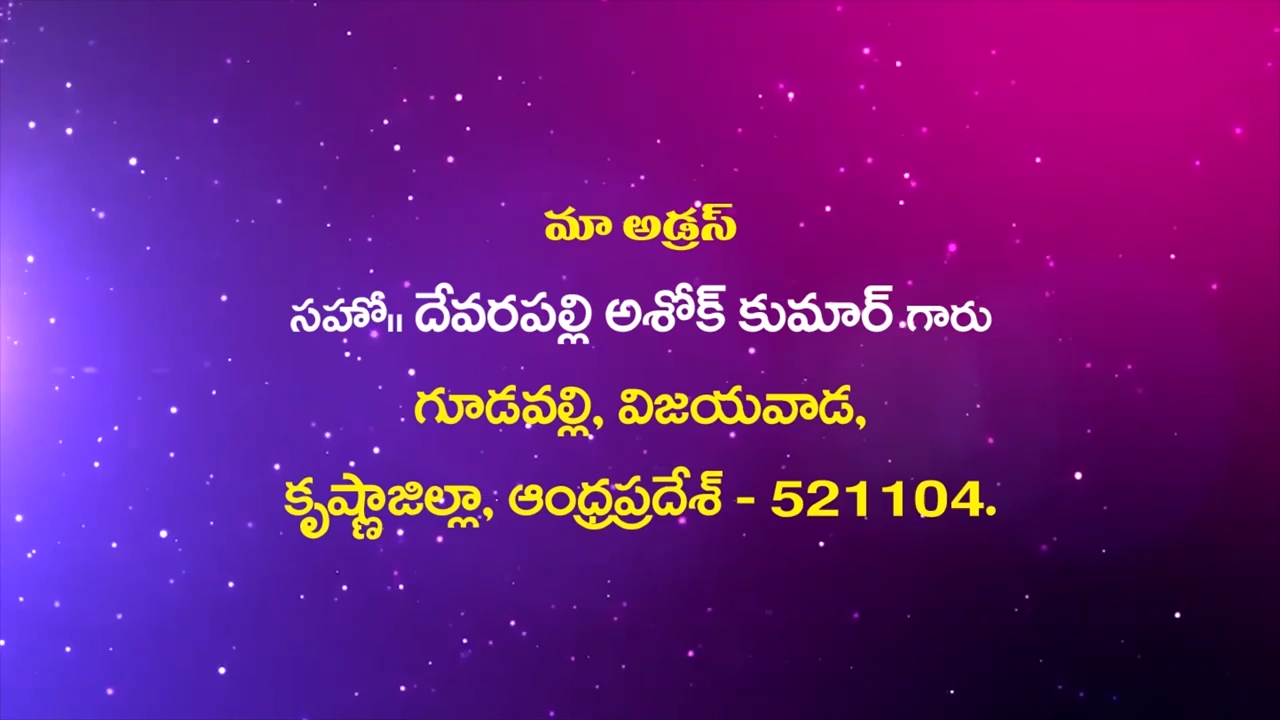 మా అడ్రస్
సహో॥ దేవరపల్లి అశోక్ కుమార్ గారు
గూడవల్లి, విజయవాడ,
కృష్ణాజిల్లా, ఆంధ్రప్రదేశ్ - 521104.